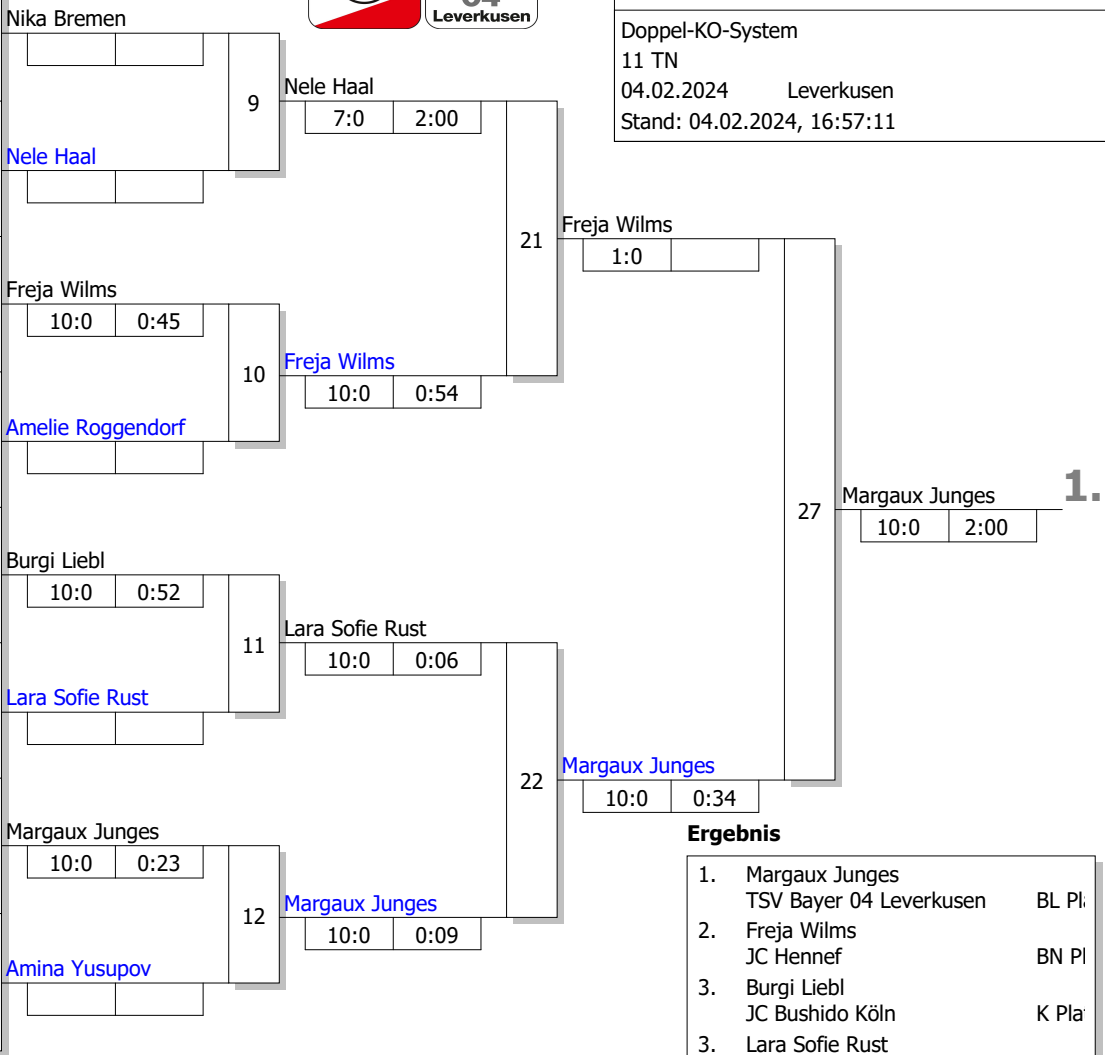 Nika Bremen
Leverkusen
Doppel-KO-System
11 TN
04.02.2024 Leverkusen
Stand: 04.02.2024, 16:57:11
9
Nele Haal
7:0 2:00
Nele Haal
21
Freja Wilms
1:0
Freja Wilms
10:0 0:45
10
Freja Wilms
10:0 0:54
Amelie Roggendorf
27
Margaux Junges
1.
10:0 2:00
Burgi Liebl
10:0 0:52
11
Lara Sofie Rust
10:0 0:06
Lara Sofie Rust
22
Margaux Junges
10:0 0:34
Margaux Junges
10:0 0:23
12
Margaux Junges
10:0 0:09
Amina Yusupov
Ergebnis
1. Margaux Junges
TSV Bayer 04 Leverkusen BL
2. Freja Wilms
JC Hennef BN
3. Burgi Liebl
JC Bushido Köln K
3. Lara Sofie Rust